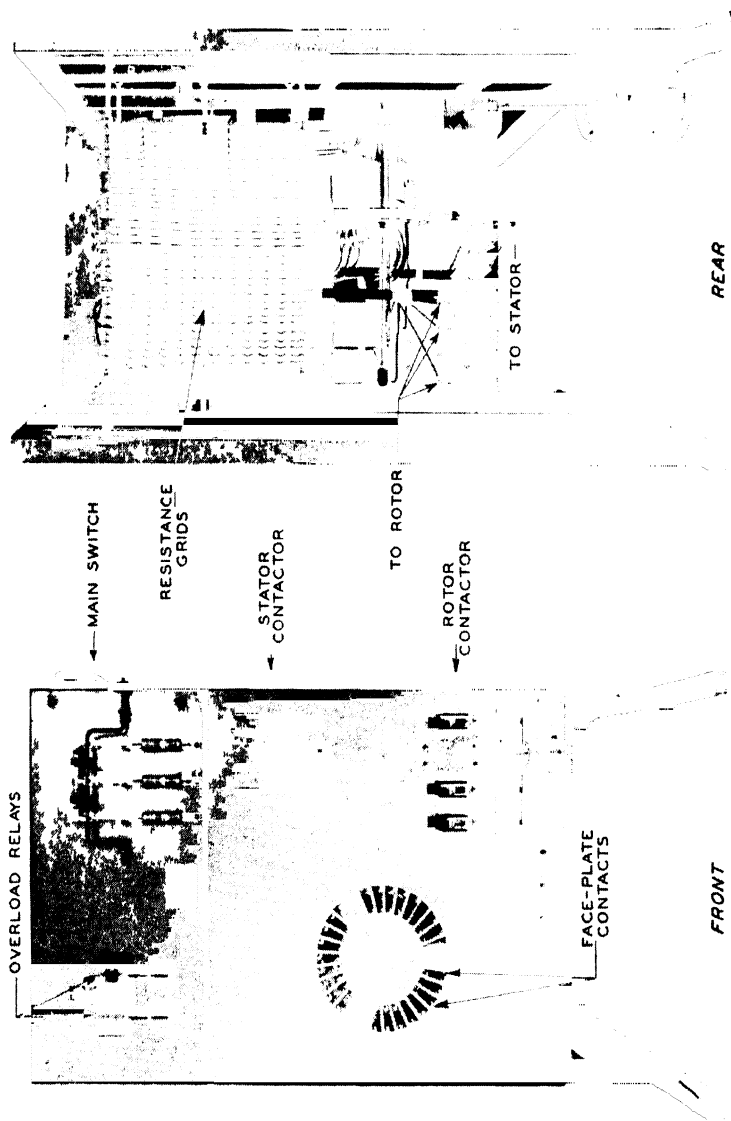 OVERLOAD RELAYS
MAIN SWITCH
RESISTANCE
GRIDS
STATOR
CONTACTOR
TO ROTOR
ROTOR
CONTACTOR
TO STATOR
FACE-PLATE
CONTACTS
FRONT
REAR